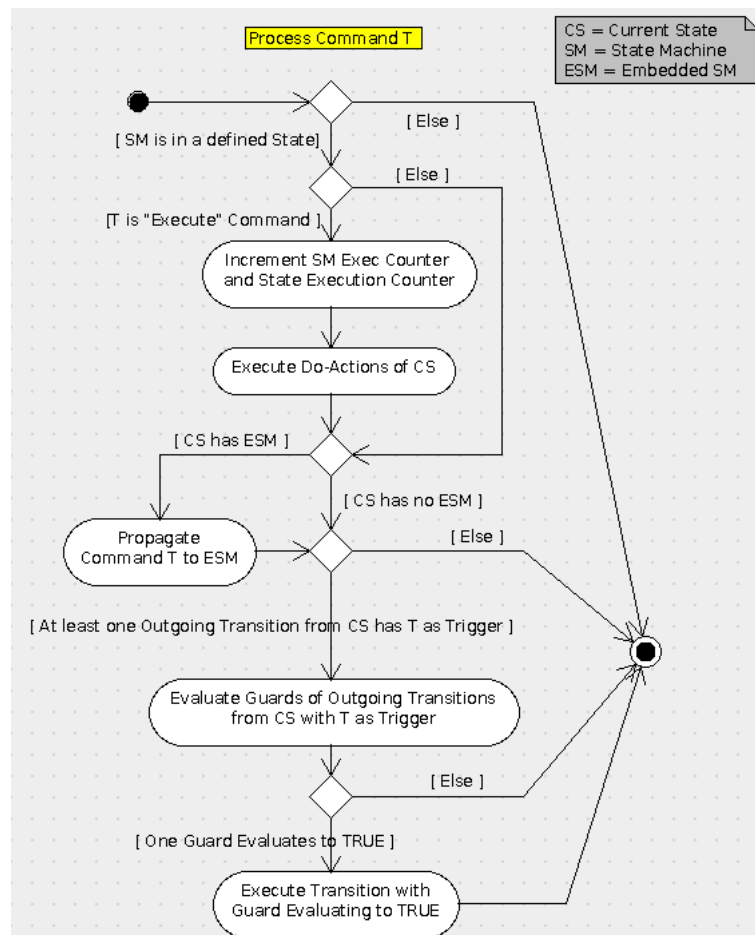 Process Command T
CS = Current State
SM = State Machine
ESM = Embedded SM
[ Else ]
[ SM is in a defined State]
[ Else ]
[T is "Execute" Command ]
Increment SM Exec Counter
and State Execution Counter
Execute Do-Actions of CS
[ CS has ESM ]
[ CS has no ESM ]
Propagate
Command T to ESM
[ Else ]
[ At least one Outgoing Transition from CS has T as Trigger ]
Evaluate Guards of Outgoing Transitions
from CS with T as Trigger
[ Else ]
[ One Guard Evaluates to TRUE ]
Execute Transition with
Guard Evaluating to TRUE